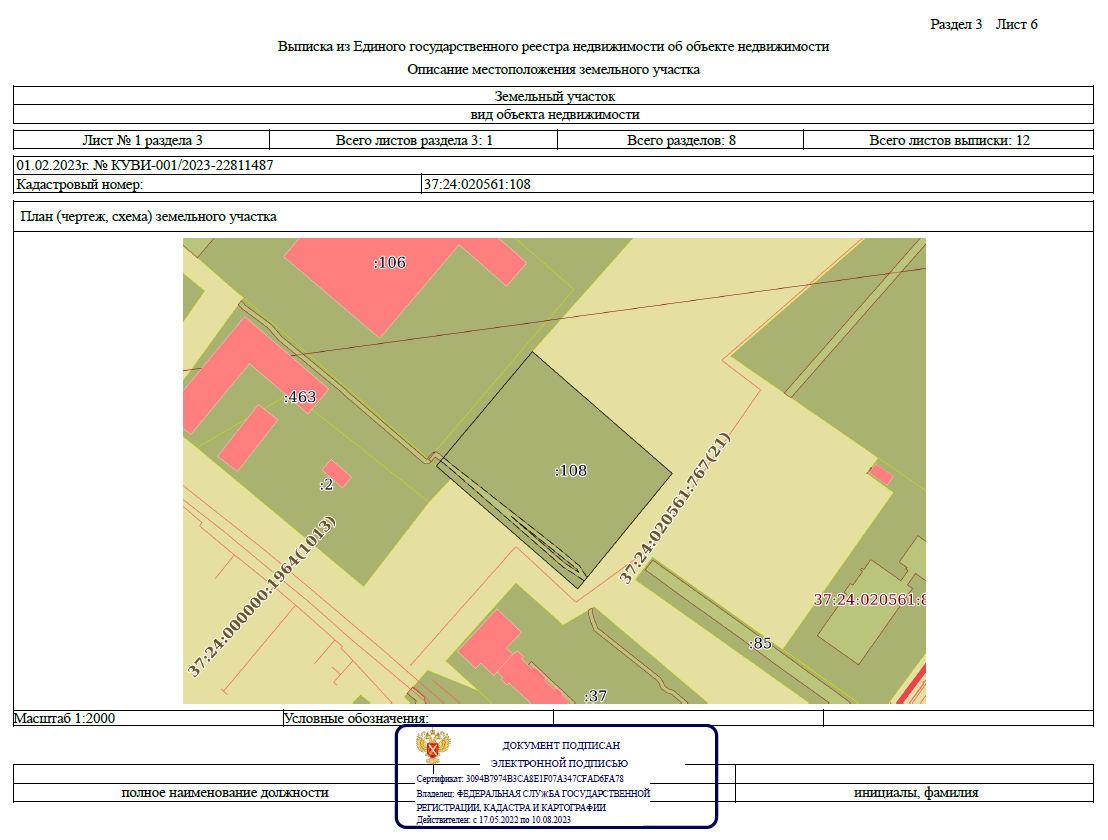 Раздел 3 Лист 6
Выписка из Единого государственного реестра недвижимости об объекте недвижимости
Описание местоположения земельного участка
Земельный участок
вид объекта недвижимости
Лист № 1 раздела 3 Всего листов раздела 3: 1 Всего разделов: 8 Всего листов выписки: 12
01.02.2023г. № КУВИ-001/2023-22811487
Кадастровый номер: 37:24:020561:108
План (чертеж, схема) земельного участка
:106
:463
:108
:2
37:24:020561:767(21)
37:24:000000:1964(1013)
37:24:020561:8
:85
:37
Масштаб 1:2000 Условные обозначения:
ДОКУМЕНТ ПОДПИСАН
ЭЛЕКТРОННОЙ ПОДПИСЬЮ
Сертификат: 3094B7974B3CA8E1F07A347CFAD6FA78
Владелец: ФЕДЕРАЛЬНАЯ СЛУЖБА ГОСУДАРСТВЕННОЙ
РЕГИСТРАЦИИ, КАДАСТРА И КАРТОГРАФИИ
Действителен: с 17.05.2022 по 10.08.2023
полное наименование должности инициалы, фамилия